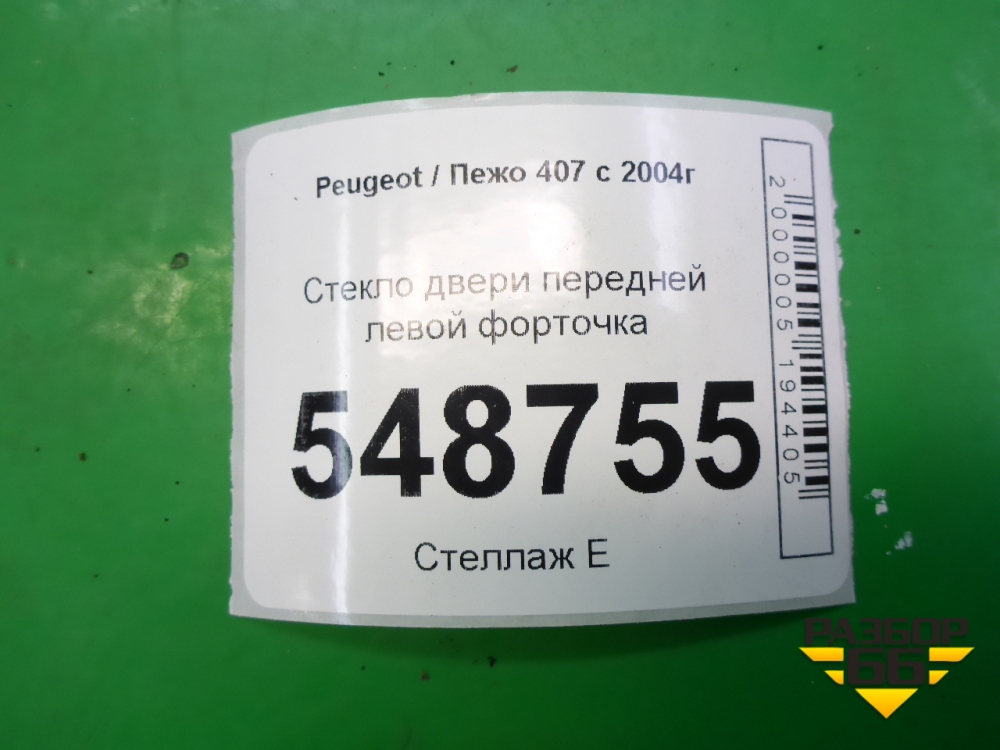 Peugeot / Пежо 407 с 2004г
Стекло двери передней
левой форточка
548755
Стеллаж Е
2000005194405
РАЗБОР
66